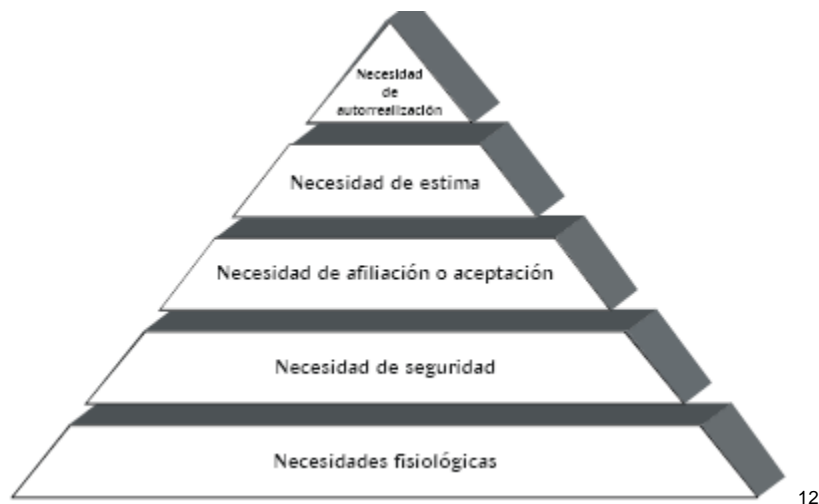 Necesidad
de
autorrealización
Necesidad de estima
Necesidad de afiliación o aceptación
Necesidad de seguridad
Necesidades fisiológicas
12